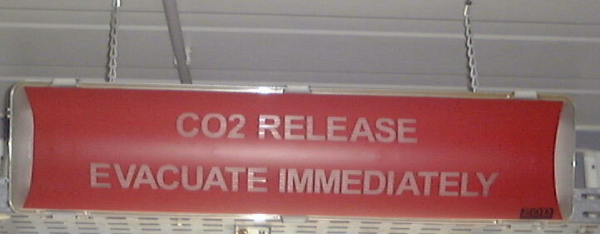 CO2 RELEASE
EVACUATE IMMEDIATELY